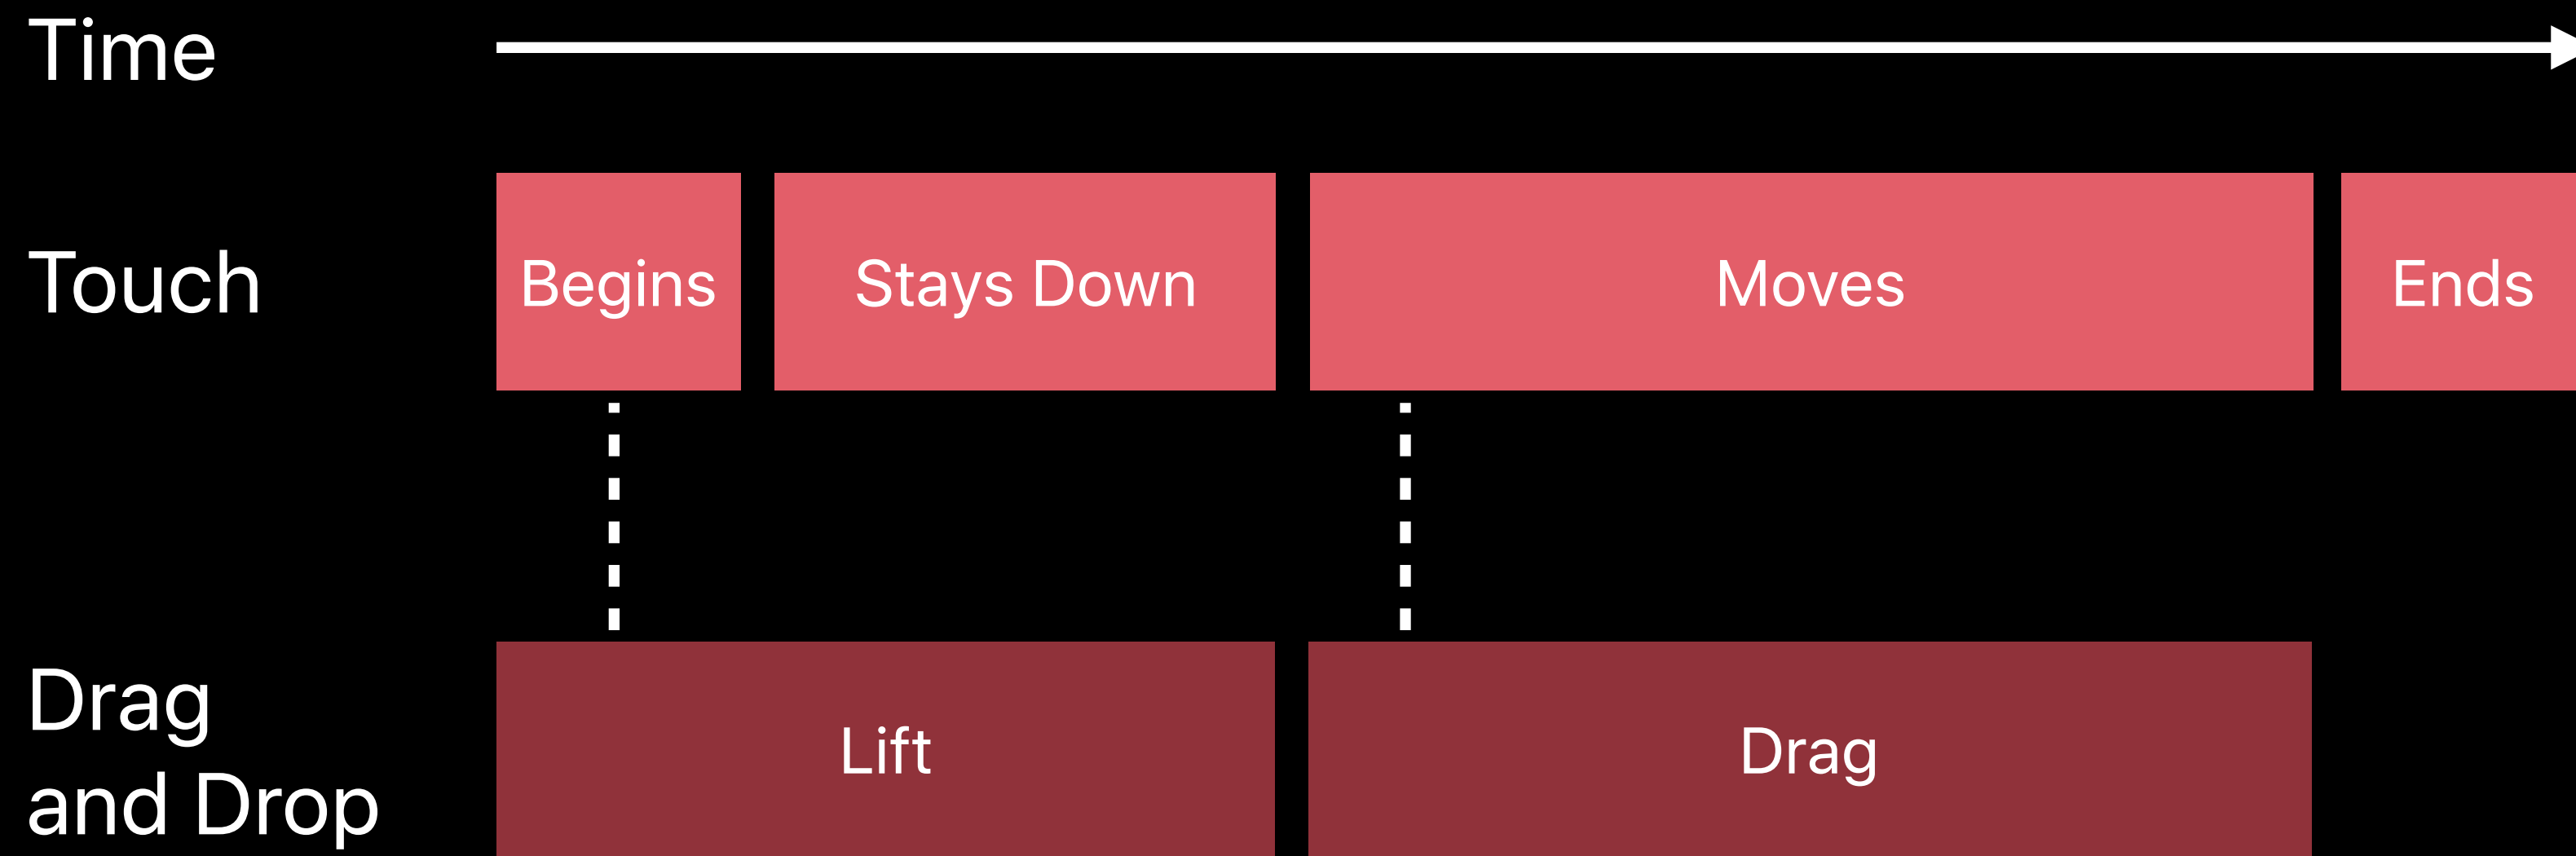 Time
Touch
Begins
Stays Down
Moves
Ends
Drag
and Drop
Lift
Drag